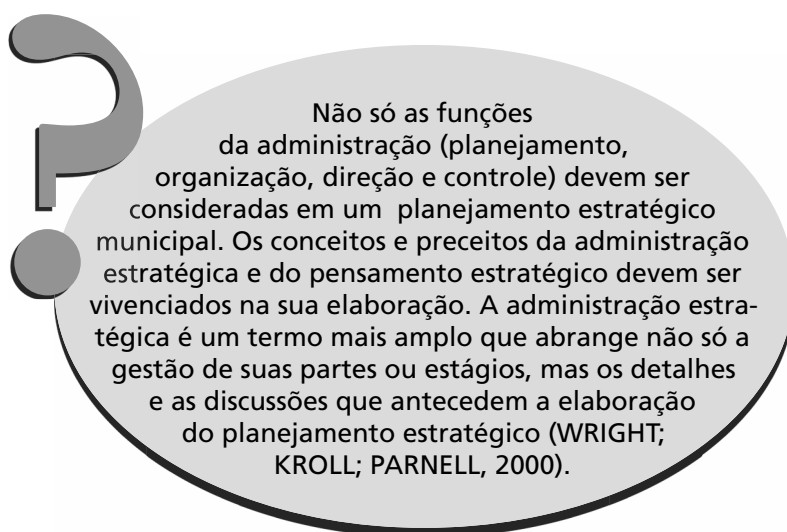 Não só as funções
da administração (planejamento,
organização, direção e controle) devem ser
consideradas em um planejamento estratégico
municipal. Os conceitos e preceitos da administração
estratégica e do pensamento estratégico devem ser
vivenciados na sua elaboração. A administração estra-
tégica é um termo mais amplo que abrange não só a
gestão de suas partes ou estágios, mas os detalhes
e as discussões que antecedem a elaboração
do planejamento estratégico (WRIGHT;
KROLL; PARNELL, 2000).